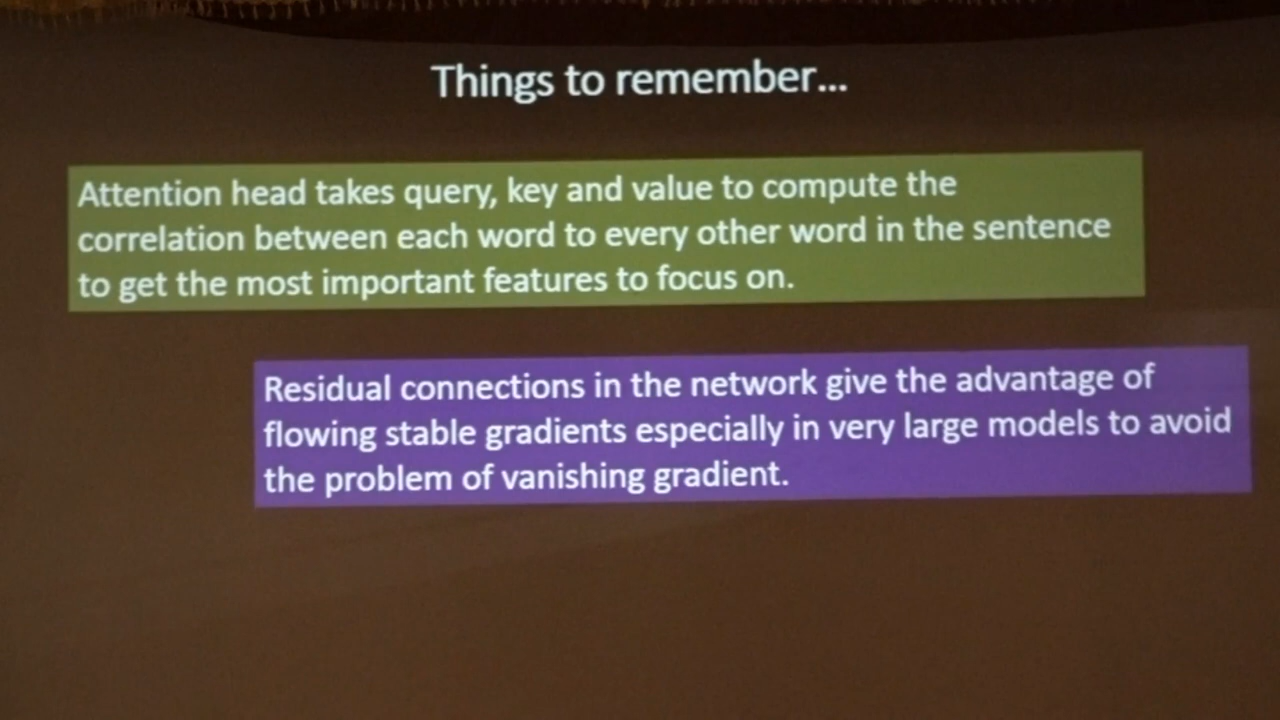 Things to remember...
Attention head takes query, key and value to compute the
correlation between each word to every other word in the sentence
to get the most important features to focus on.
Residual connections in the network give the advantage of
flowing stable gradients especially in very large models to avoid
the problem of vanishing gradient.